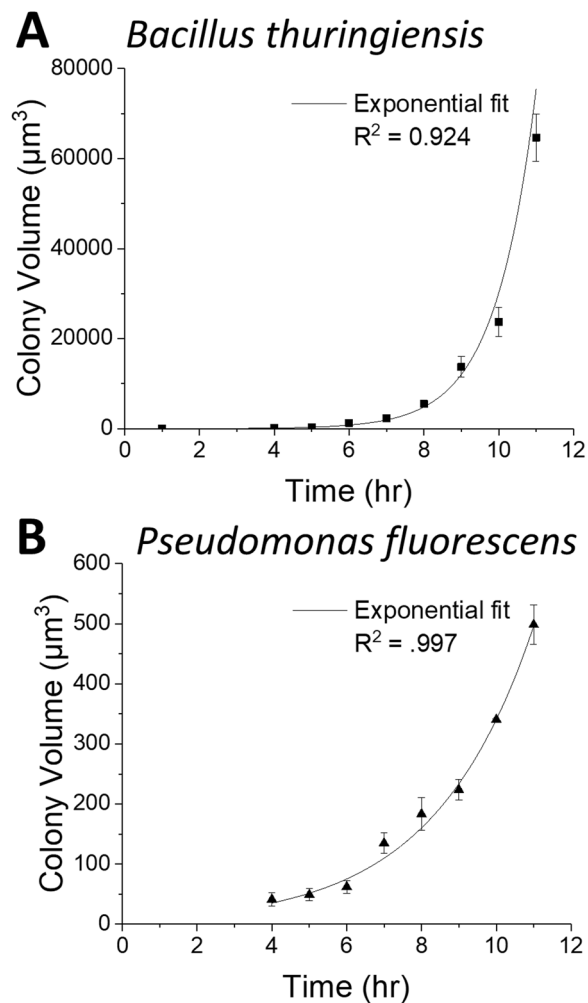 A Bacillus thuringiensis
80000
Exponential fit
R² = 0.924
60000
40000
20000
0
Colony Volume (µm³)
0 2 4 6 8 10 12
Time (hr)
B Pseudomonas fluorescens
600
Exponential fit
R² = .997
500
400
300
200
100
0
Colony Volume (µm³)
0 2 4 6 8 10 12
Time (hr)